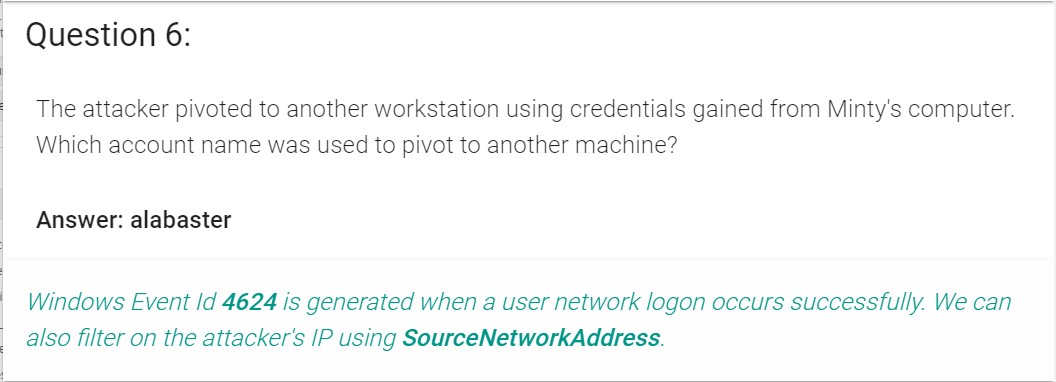 Question 6:
The attacker pivoted to another workstation using credentials gained from Minty's computer.
Which account name was used to pivot to another machine?
Answer: alabaster
Windows Event Id 4624 is generated when a user network logon occurs successfully. We can
also filter on the attacker's IP using SourceNetworkAddress.